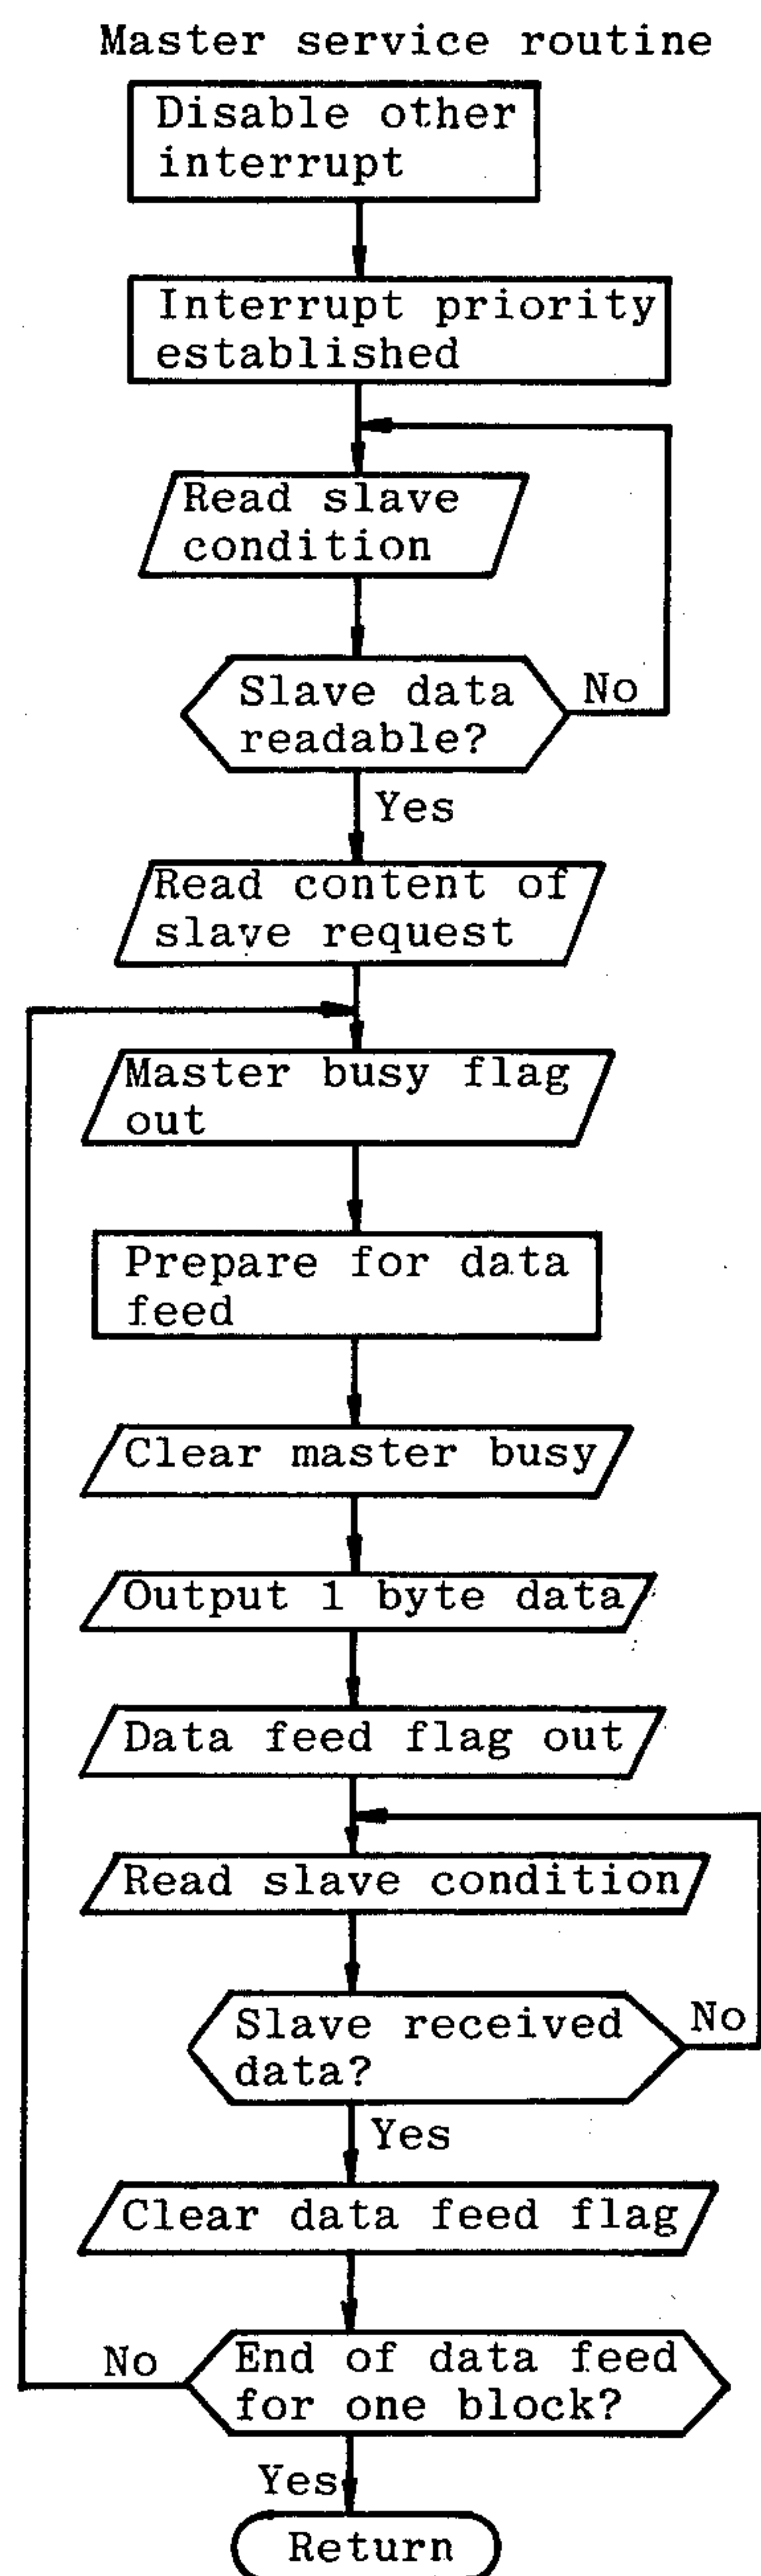 Master service routine
Disable other
interrupt
Interrupt priority
established
Read slave
condition
Slave data
readable?
No
Yes
Read content of
slave request
Master busy flag
out
Prepare for data
feed
Clear master busy
Output 1 byte data
Data feed flag out
Read slave condition
Slave received
data?
No
Yes
Clear data feed flag
No
End of data feed
for one block?
Yes
Return